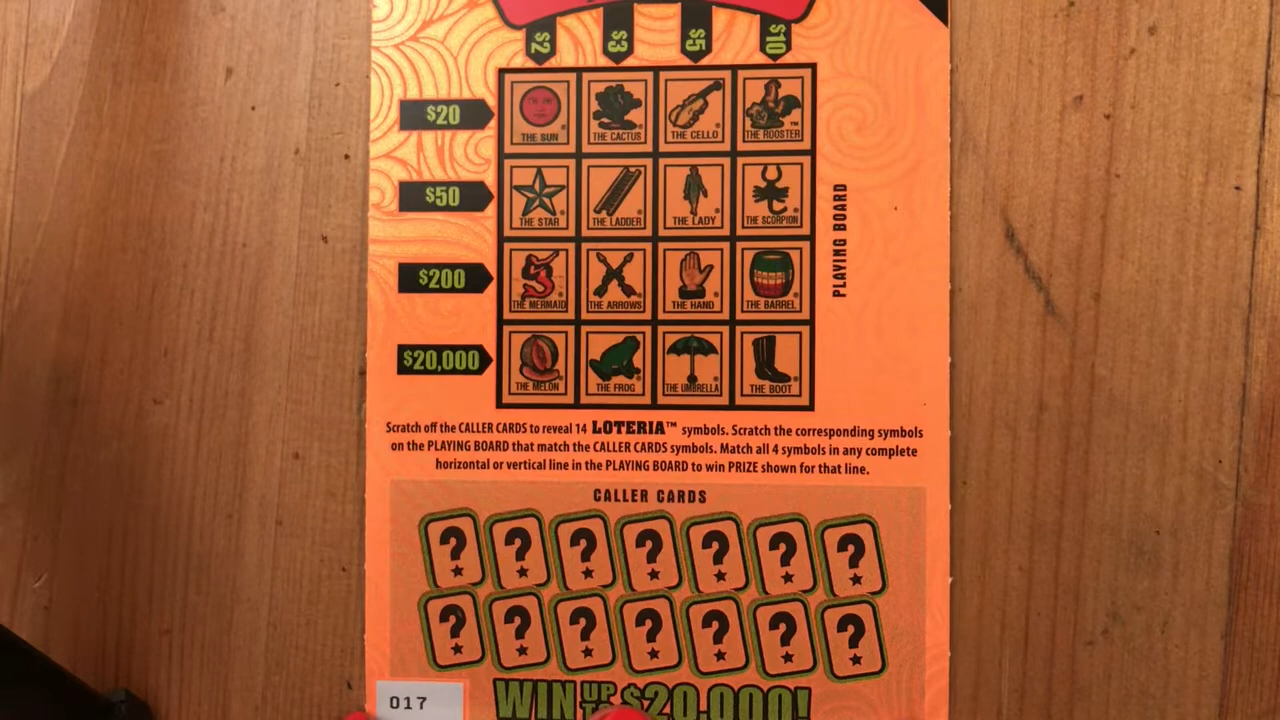 $2 $3 $5 $10
$20
THE SUN THE CACTUS THE CELLO THE ROOSTER™
$50
THE STAR THE LADDER THE LADY THE SCORPION
$200
THE MERMAID THE ARROWS THE HAND THE BARREL
$20,000
THE MELON THE FROG THE UMBRELLA THE BOOT
PLAYING BOARD
Scratch off the CALLER CARDS to reveal 14 LOTERIA™ symbols. Scratch the corresponding symbols
on the PLAYING BOARD that match the CALLER CARDS symbols. Match all 4 symbols in any complete
horizontal or vertical line in the PLAYING BOARD to win PRIZE shown for that line.
CALLER CARDS
? ? ? ? ? ? ?
? ? ? ? ? ? ?
017
WIN UP TO $20,000!